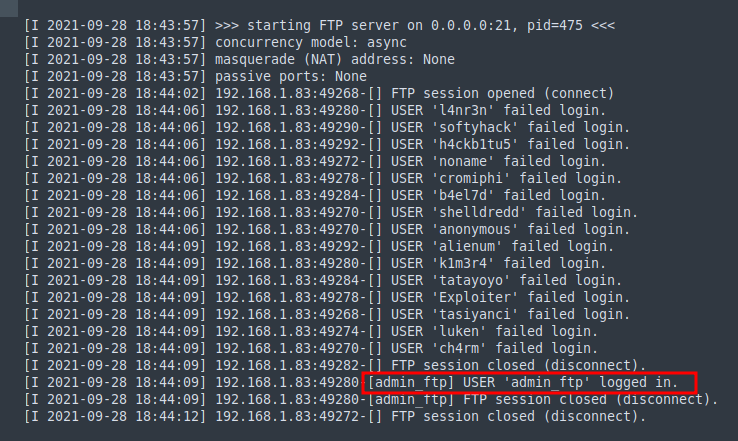 [I 2021-09-28 18:43:57] >>> starting FTP server on 0.0.0.0:21, pid=475 <<<
[I 2021-09-28 18:43:57] concurrency model: async
[I 2021-09-28 18:43:57] masquerade (NAT) address: None
[I 2021-09-28 18:43:57] passive ports: None
[I 2021-09-28 18:44:02] 192.168.1.83:49268-[] FTP session opened (connect)
[I 2021-09-28 18:44:06] 192.168.1.83:49280-[] USER 'l4nr3n' failed login.
[I 2021-09-28 18:44:06] 192.168.1.83:49290-[] USER 'softyhack' failed login.
[I 2021-09-28 18:44:06] 192.168.1.83:49292-[] USER 'h4ckb1tu5' failed login.
[I 2021-09-28 18:44:06] 192.168.1.83:49272-[] USER 'noname' failed login.
[I 2021-09-28 18:44:06] 192.168.1.83:49278-[] USER 'cromiphi' failed login.
[I 2021-09-28 18:44:06] 192.168.1.83:49284-[] USER 'b4el7d' failed login.
[I 2021-09-28 18:44:06] 192.168.1.83:49270-[] USER 'shelldredd' failed login.
[I 2021-09-28 18:44:06] 192.168.1.83:49270-[] USER 'anonymous' failed login.
[I 2021-09-28 18:44:09] 192.168.1.83:49292-[] USER 'alienum' failed login.
[I 2021-09-28 18:44:09] 192.168.1.83:49280-[] USER 'k1m3r4' failed login.
[I 2021-09-28 18:44:09] 192.168.1.83:49284-[] USER 'tatayoyo' failed login.
[I 2021-09-28 18:44:09] 192.168.1.83:49278-[] USER 'Exploiter' failed login.
[I 2021-09-28 18:44:09] 192.168.1.83:49268-[] USER 'tasiyanci' failed login.
[I 2021-09-28 18:44:09] 192.168.1.83:49274-[] USER 'luken' failed login.
[I 2021-09-28 18:44:09] 192.168.1.83:49270-[] USER 'ch4rm' failed login.
[I 2021-09-28 18:44:09] 192.168.1.83:49282-[] FTP session closed (disconnect).
[I 2021-09-28 18:44:09] 192.168.1.83:49280-[admin_ftp] USER 'admin_ftp' logged in.
[I 2021-09-28 18:44:09] 192.168.1.83:49280-[admin_ftp] FTP session closed (disconnect).
[I 2021-09-28 18:44:12] 192.168.1.83:49272-[] FTP session closed (disconnect).